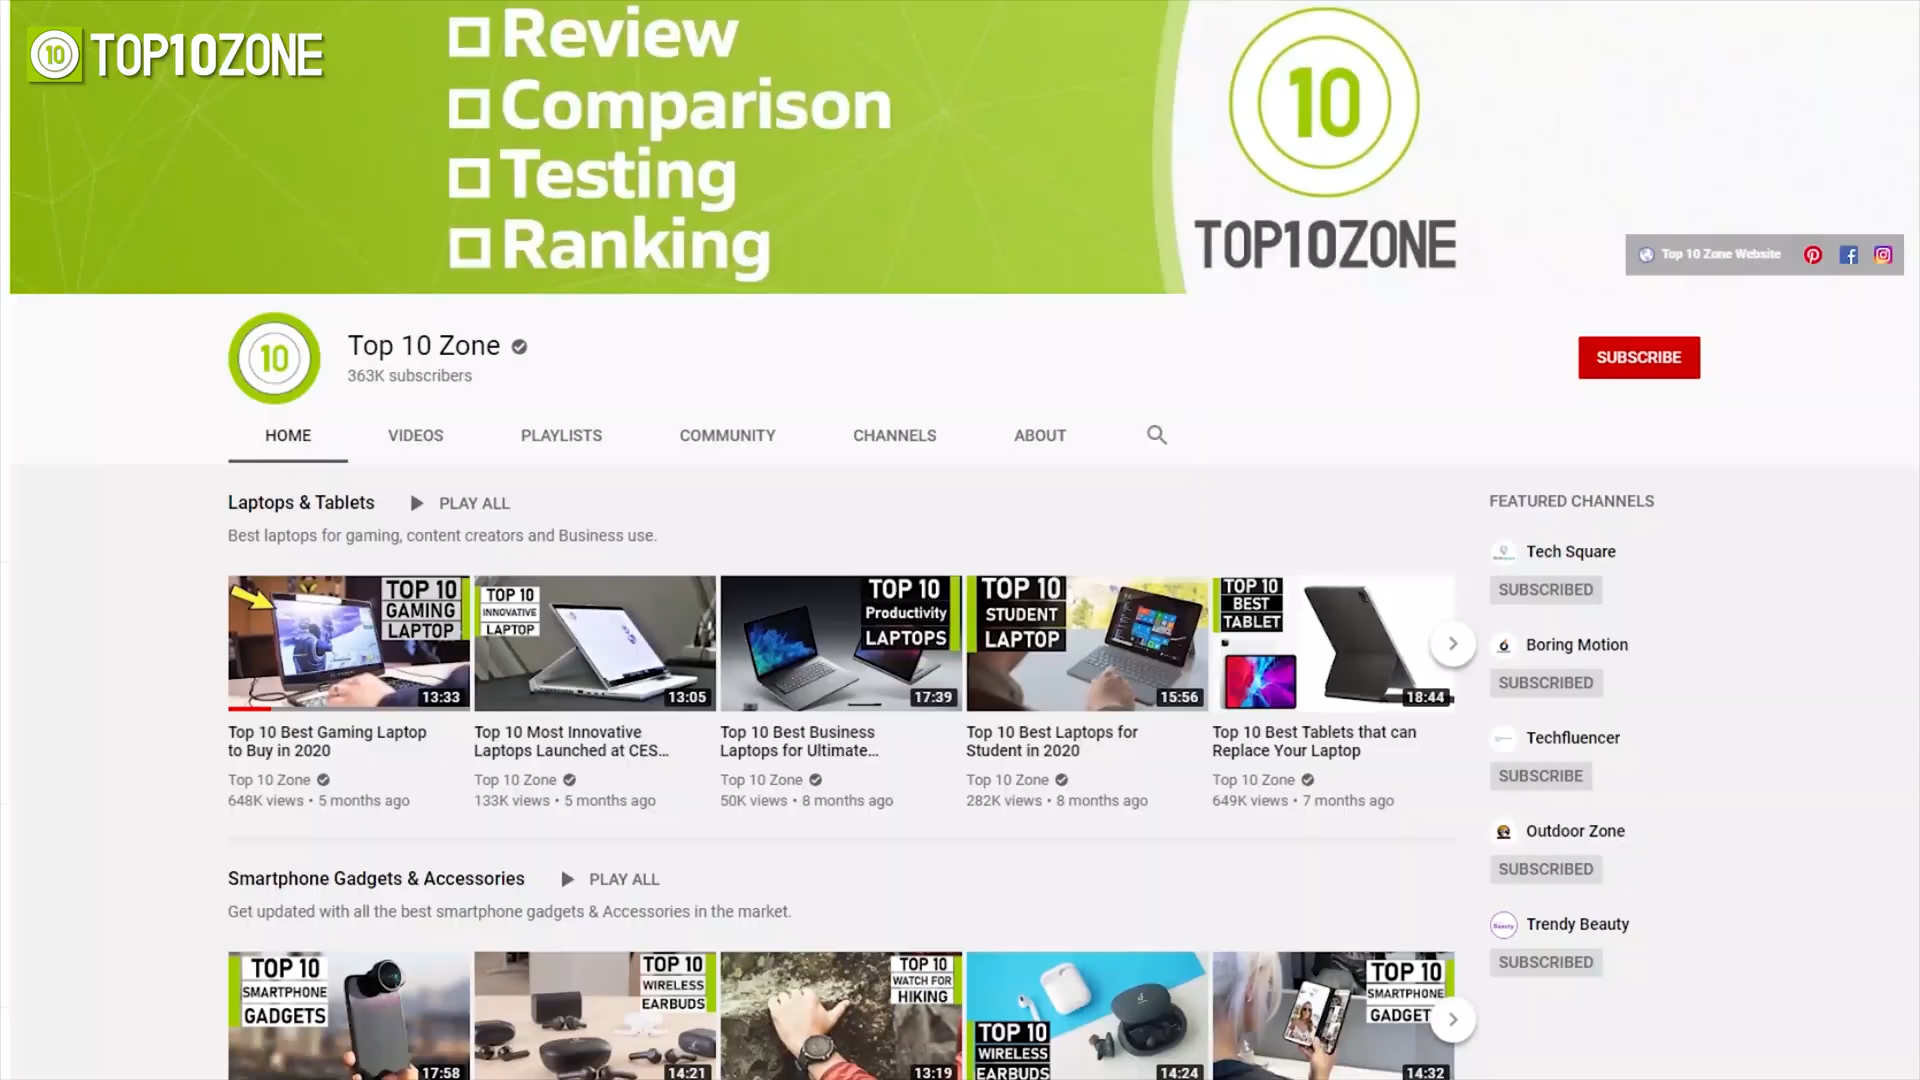 10 TOP10ZONE
Review
Comparison
Testing
Ranking
10
TOP10ZONE
Top 10 Zone Website
10
Top 10 Zone
363K subscribers
SUBSCRIBE
HOME VIDEOS PLAYLISTS COMMUNITY CHANNELS ABOUT
Laptops & Tablets PLAY ALL
Best laptops for gaming, content creators and Business use.
TOP 10
GAMING
LAPTOP
13:33
TOP 10
INNOVATIVE
LAPTOP
13:05
TOP 10
Productivity
LAPTOPS
17:39
TOP 10
STUDENT
LAPTOP
15:56
TOP 10
BEST
TABLET
18:44
Top 10 Best Gaming Laptop
to Buy in 2020
Top 10 Zone
648K views • 5 months ago
Top 10 Most Innovative
Laptops Launched at CES...
Top 10 Zone
133K views • 5 months ago
Top 10 Best Business
Laptops for Ultimate...
Top 10 Zone
50K views • 8 months ago
Top 10 Best Laptops for
Student in 2020
Top 10 Zone
282K views • 8 months ago
Top 10 Best Tablets that can
Replace Your Laptop
Top 10 Zone
649K views • 7 months ago
Smartphone Gadgets & Accessories PLAY ALL
Get updated with all the best smartphone gadgets & Accessories in the market.
TOP 10
SMARTPHONE
GADGETS
17:58
TOP 10
WIRELESS
EARBUDS
14:21
TOP 10
WATCH FOR
HIKING
13:19
TOP 10
WIRELESS
EARBUDS
14:24
TOP 10
SMARTPHONE
GADGET
14:32
FEATURED CHANNELS
Tech Square
SUBSCRIBED
Boring Motion
SUBSCRIBED
Techfluencer
SUBSCRIBE
Outdoor Zone
SUBSCRIBED
Beauty
Trendy Beauty
SUBSCRIBED